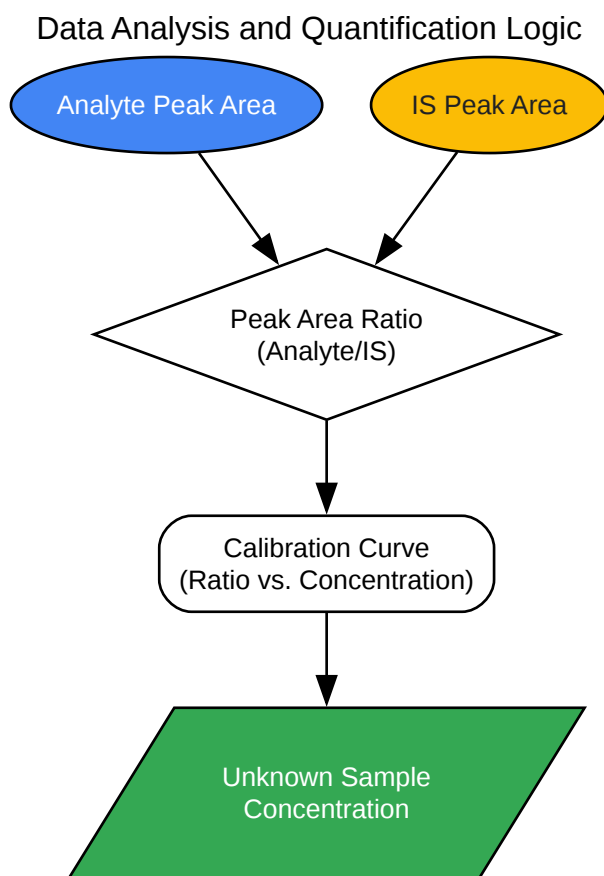 Data Analysis and Quantification Logic
Analyte Peak Area
IS Peak Area
Peak Area Ratio
(Analyte/IS)
Calibration Curve
(Ratio vs. Concentration)
Unknown Sample
Concentration